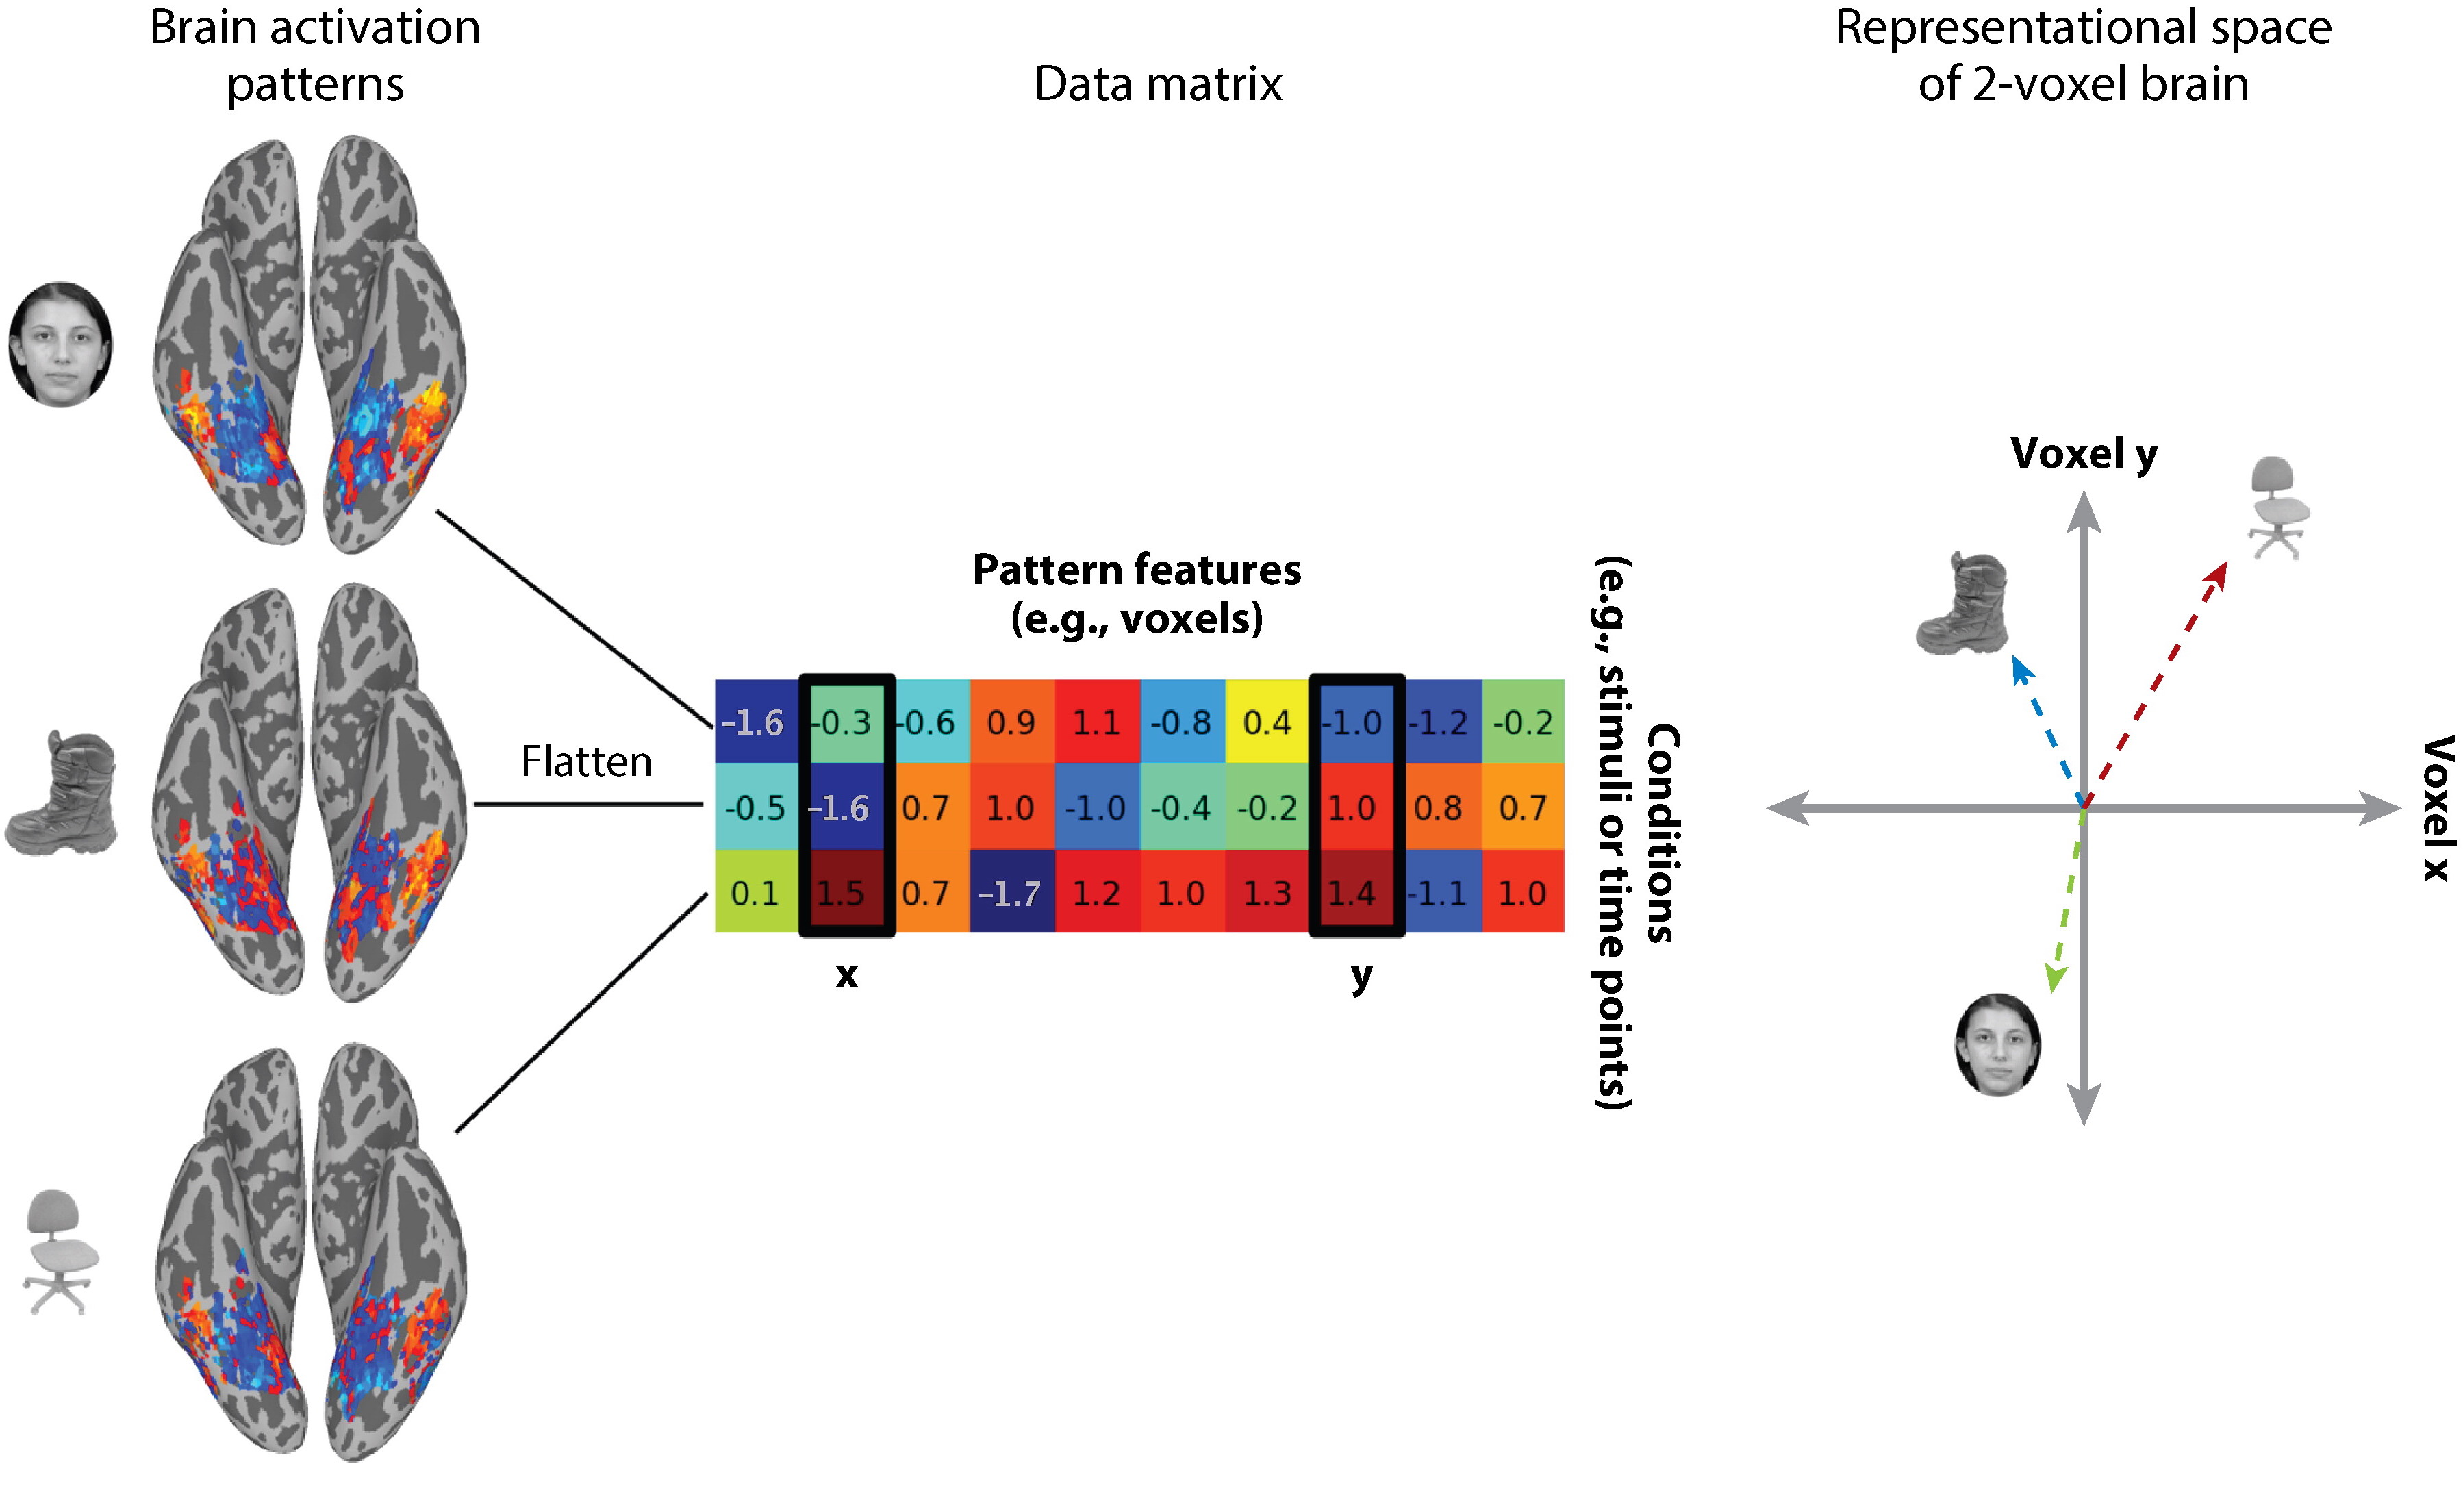 Brain activation
patterns
Data matrix
Representational space
of 2-voxel brain
Flatten
Pattern features
(e.g., voxels)
–1.6 -0.3 -0.6 0.9 1.1 -0.8 0.4 -1.0 -1.2 -0.2
-0.5 –1.6 0.7 1.0 -1.0 -0.4 -0.2 1.0 0.8 0.7
0.1 1.5 0.7 –1.7 1.2 1.0 1.3 1.4 -1.1 1.0
x y
Conditions
(e.g., stimuli or time points)
Voxel y
Voxel x